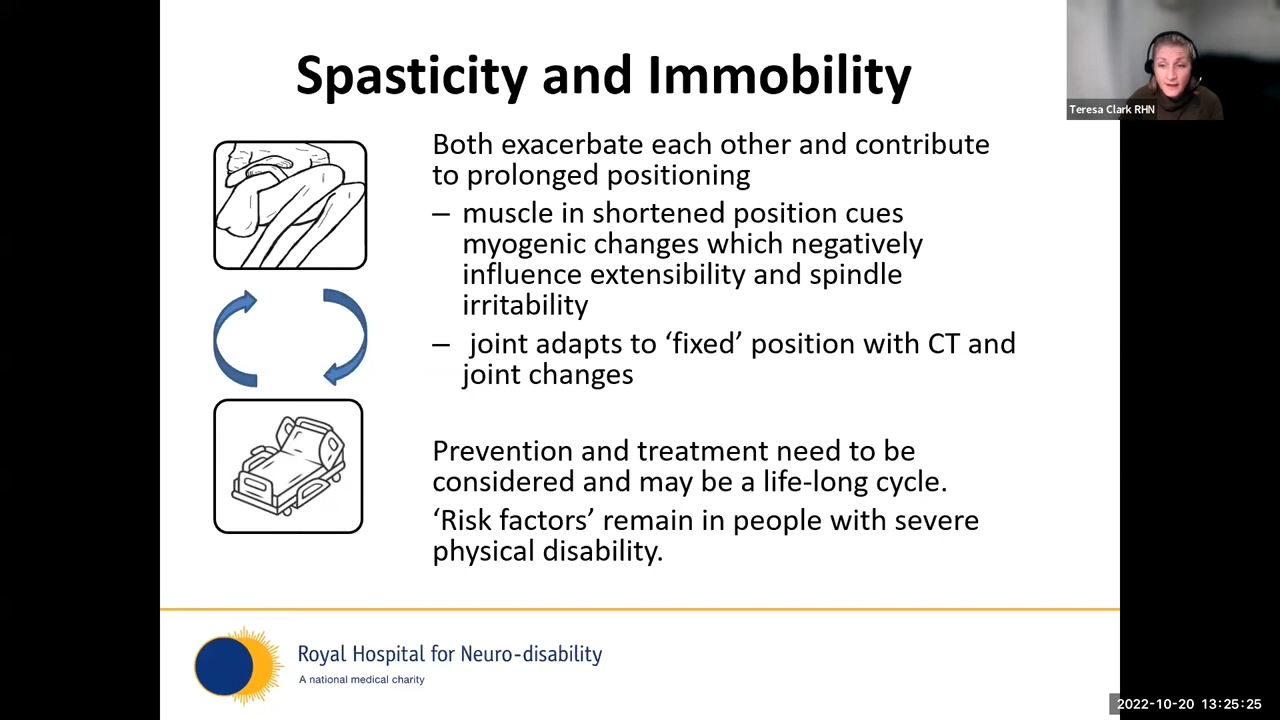 Spasticity and Immobility
Teresa Clark RHN
Both exacerbate each other and contribute
to prolonged positioning
– muscle in shortened position cues
myogenic changes which negatively
influence extensibility and spindle
irritability
– joint adapts to ‘fixed’ position with CT and
joint changes
Prevention and treatment need to be
considered and may be a life-long cycle.
‘Risk factors’ remain in people with severe
physical disability.
Royal Hospital for Neuro-disability
A national medical charity
2022-10-20 13:25:25